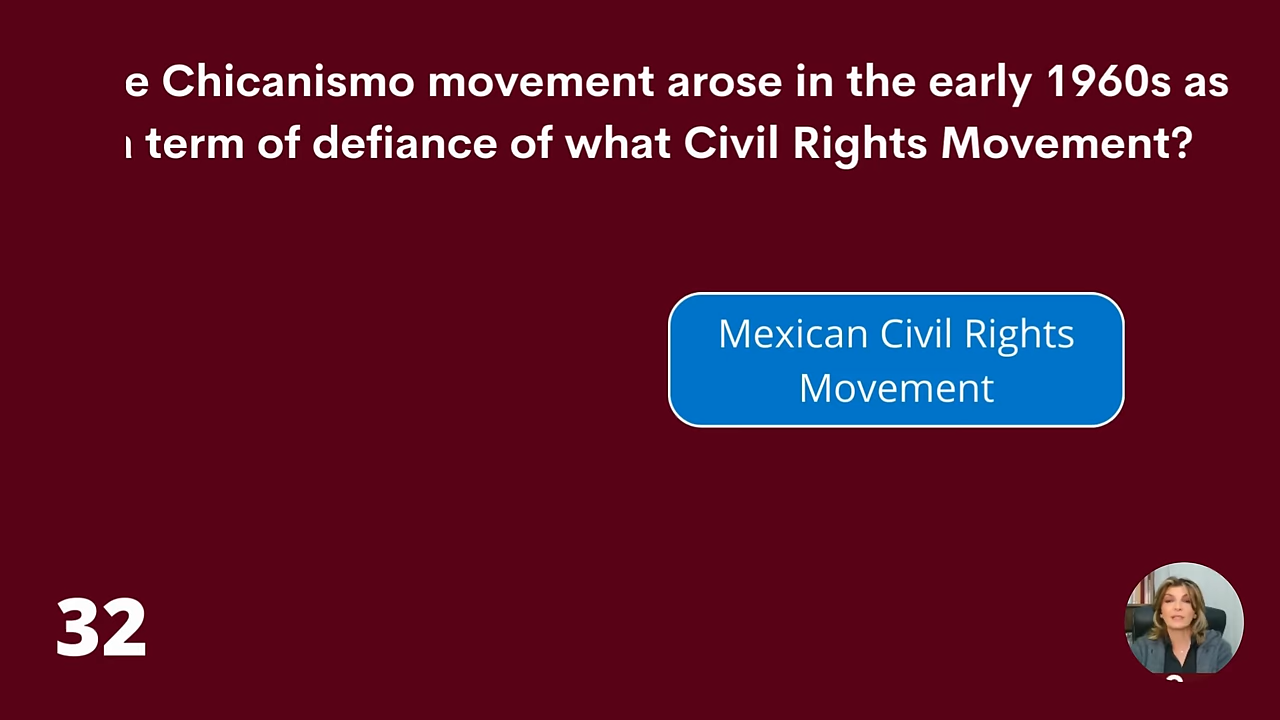 e Chicanismo movement arose in the early 1960s as
term of defiance of what Civil Rights Movement?
Mexican Civil Rights
Movement
32